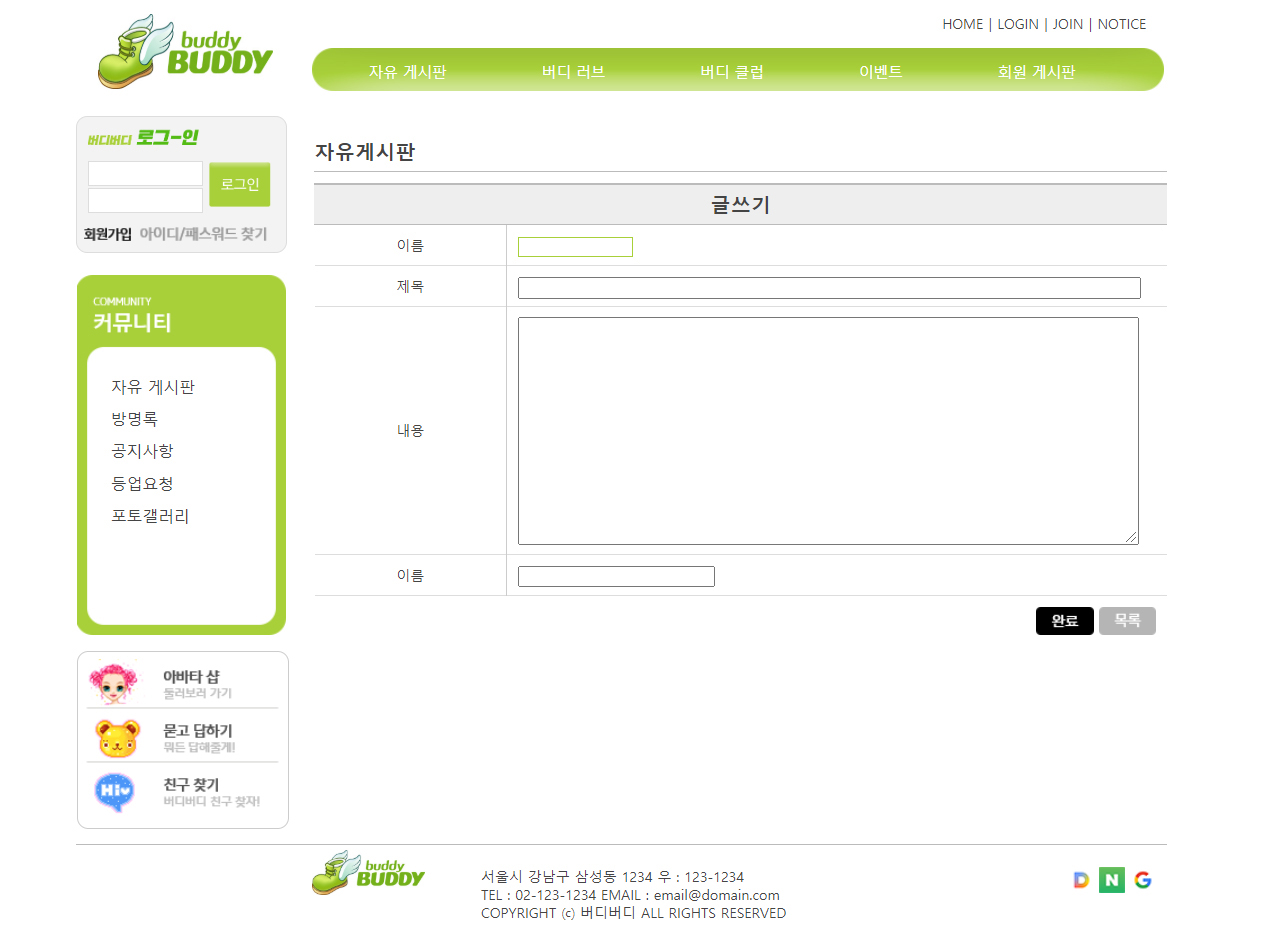 buddy
BUDDY
HOME | LOGIN | JOIN | NOTICE
자유 게시판 버디 러브 버디 클럽 이벤트 회원 게시판
버디버디 로그-인
로그인
회원가입 아이디/패스워드 찾기
COMMUNITY
커뮤니티
자유 게시판
방명록
공지사항
등업요청
포토갤러리
아바타 샵
둘러보러 가기
묻고 답하기
뭐든 답해줄게!
Hi
친구 찾기
버디버디 친구 찾자!
자유게시판
글쓰기
이름
제목
내용
이름
완료 목록
buddy
BUDDY
서울시 강남구 삼성동 1234 우 : 123-1234
TEL : 02-123-1234 EMAIL : email@domain.com
COPYRIGHT (c) 버디버디 ALL RIGHTS RESERVED
D N G